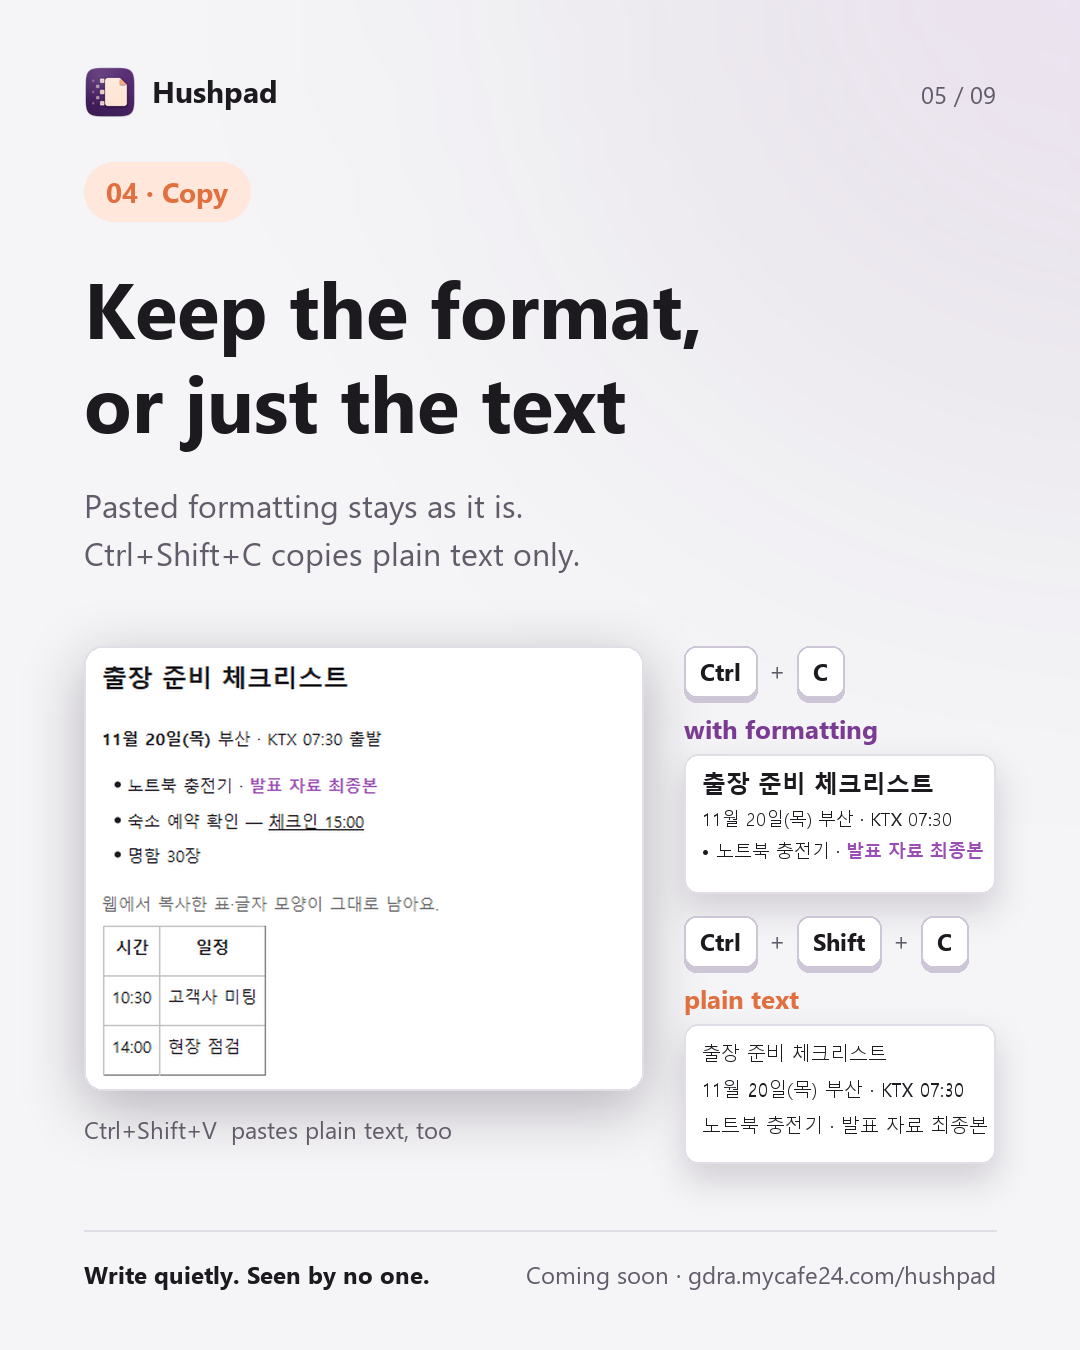 Hushpad
05 / 09
04 · Copy
Keep the format,
or just the text
Pasted formatting stays as it is.
Ctrl+Shift+C copies plain text only.
출장 준비 체크리스트
11월 20일(목) 부산 · KTX 07:30 출발
• 노트북 충전기 · 발표 자료 최종본
• 숙소 예약 확인 — 체크인 15:00
• 명함 30장
웹에서 복사한 표·글자 모양이 그대로 남아요.
시간 일정
10:30 고객사 미팅
14:00 현장 점검
Ctrl+Shift+V pastes plain text, too
Ctrl + C
with formatting
출장 준비 체크리스트
11월 20일(목) 부산 · KTX 07:30
• 노트북 충전기 · 발표 자료 최종본
Ctrl + Shift + C
plain text
출장 준비 체크리스트
11월 20일(목) 부산 · KTX 07:30
노트북 충전기 · 발표 자료 최종본
Write quietly. Seen by no one.
Coming soon · gdra.mycafe24.com/hushpad